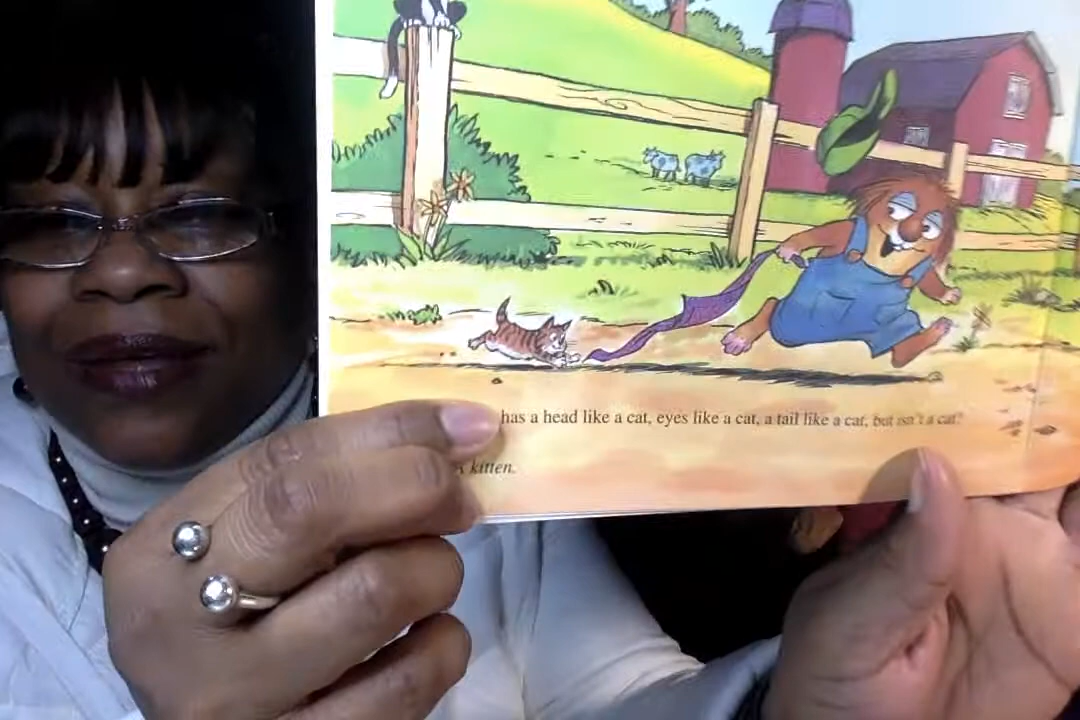 has a head like a cat, eyes like a cat, a tail like a cat, but isn't a cat?
kitten.